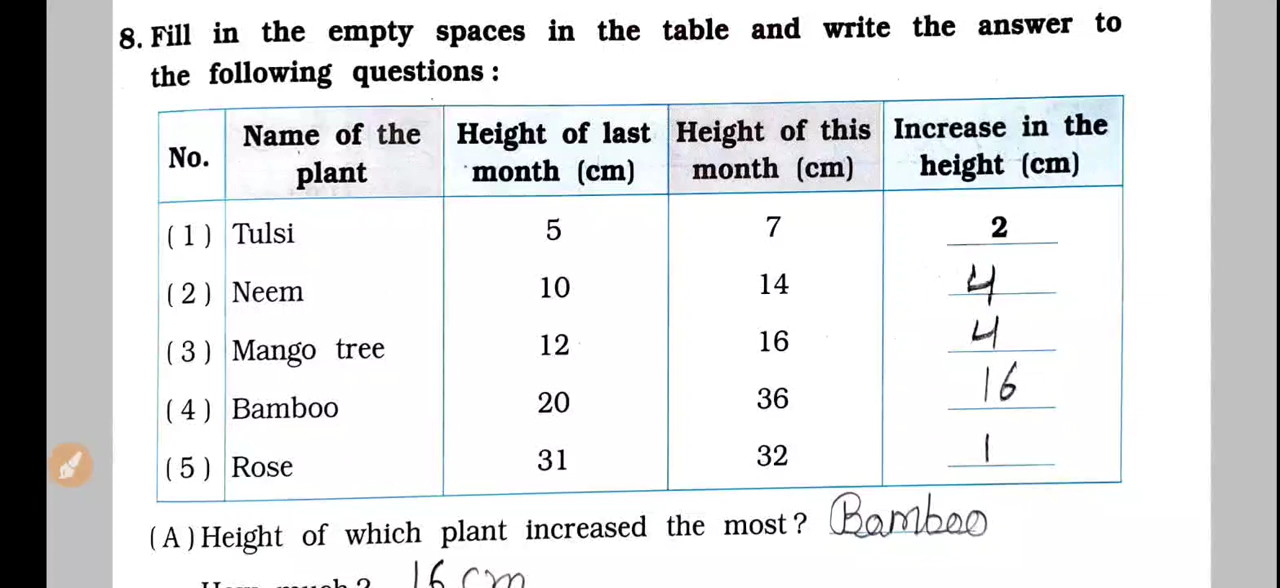 8. Fill in the empty spaces in the table and write the answer to
the following questions :
No. Name of the plant Height of last month (cm) Height of this month (cm) Increase in the height (cm)
(1) Tulsi 5 7 2
(2) Neem 10 14 4
(3) Mango tree 12 16 4
(4) Bamboo 20 36 16
(5) Rose 31 32 1
(A) Height of which plant increased the most? Bamboo
How much? 16 cm